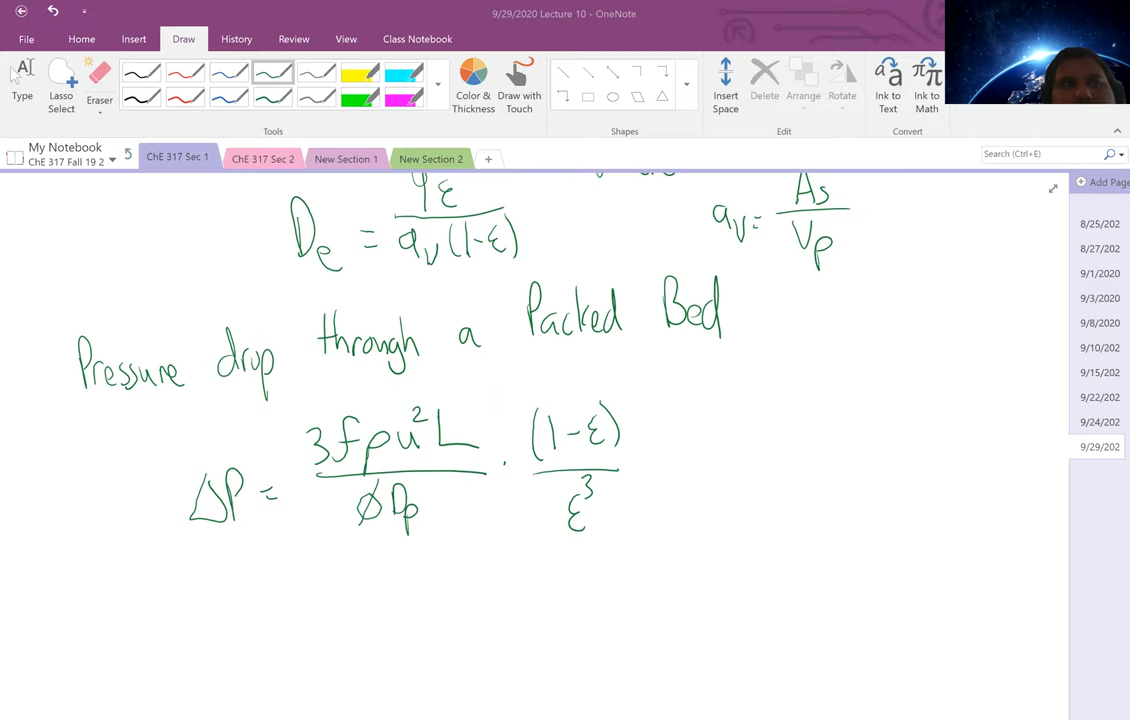 9/29/2020 Lecture 10 - OneNote
File Home Insert Draw History Review View Class Notebook
Type Lasso Select Eraser Color & Thickness Draw with Touch Insert Space Delete Arrange Rotate Ink to Text Ink to Math
Tools Shapes Edit Convert
My Notebook
ChE 317 Fall 19 2
ChE 317 Sec 1 ChE 317 Sec 2 New Section 1 New Section 2 +
Search (Ctrl+E)
Add Page
8/25/202
8/27/202
9/1/2020
9/3/2020
9/8/2020
9/10/202
9/15/202
9/22/202
9/24/202
9/29/202
De = 4ε / av(1-ε)
av = As / Vp
Pressure drop through a Packed Bed
ΔP = 3fρu²L / ØDp · (1-ε) / ε³